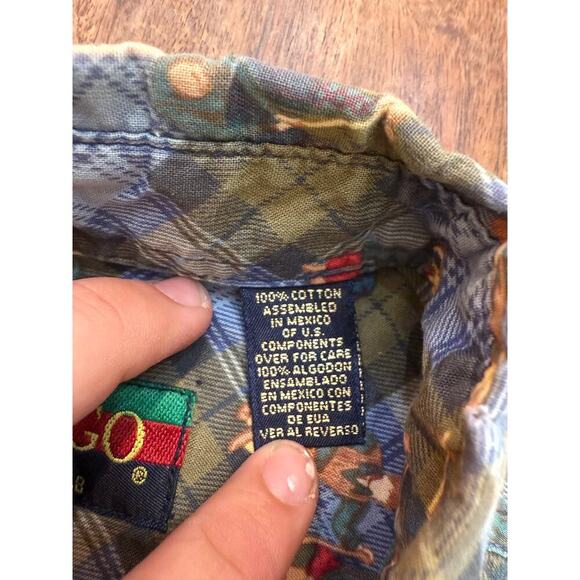 100% COTTON
ASSEMBLED
IN MEXICO
OF U.S.
COMPONENTS
OVER FOR CARE
100% ALGODON
ENSAMBLADO
EN MEXICO CON
COMPONENTES
DE EUA
VER AL REVERSO
GO®
8